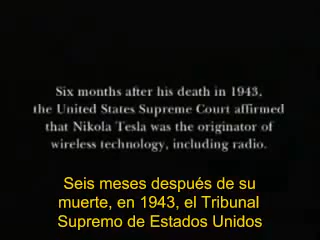 Six months after his death in 1943,
the United States Supreme Court affirmed
that Nikola Tesla was the originator of
wireless technology, including radio.
Seis meses después de su
muerte, en 1943, el Tribunal
Supremo de Estados Unidos